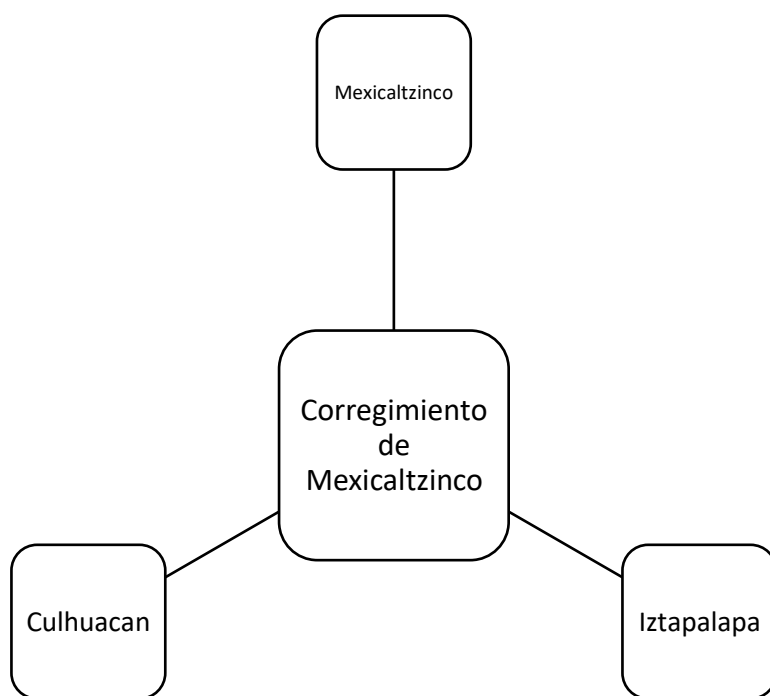 Mexicaltzinco
Corregimiento
de
Mexicaltzinco
Culhuacan
Iztapalapa